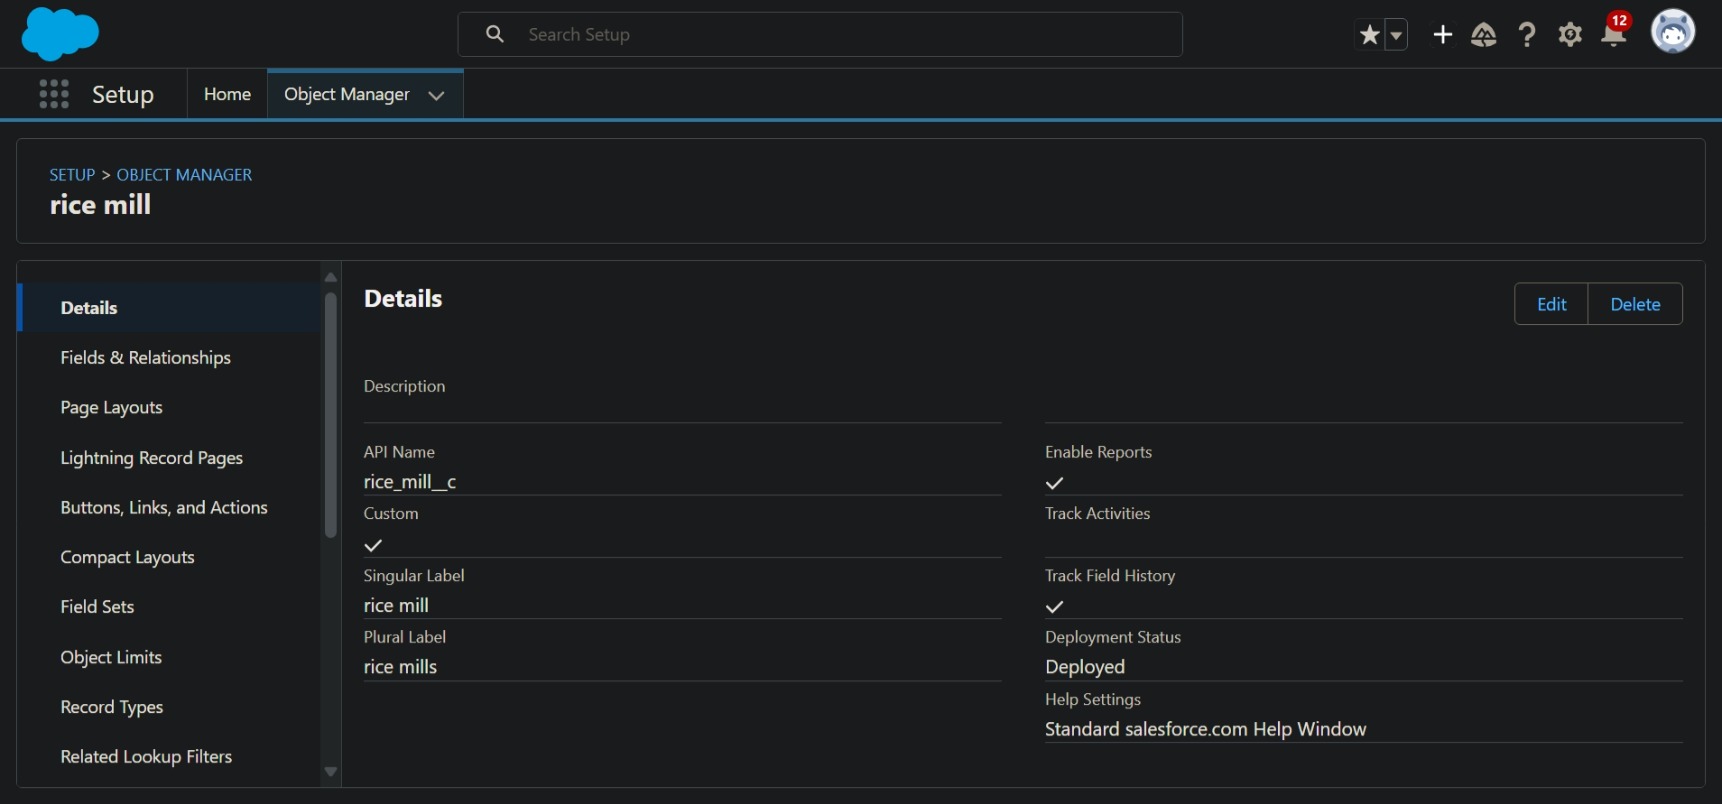 Search Setup
12
Setup
Home
Object Manager
SETUP > OBJECT MANAGER
rice mill
Details
Fields & Relationships
Page Layouts
Lightning Record Pages
Buttons, Links, and Actions
Compact Layouts
Field Sets
Object Limits
Record Types
Related Lookup Filters
Details
Edit
Delete
Description
API Name
rice_mill__c
Custom
Singular Label
rice mill
Plural Label
rice mills
Enable Reports
Track Activities
Track Field History
Deployment Status
Deployed
Help Settings
Standard salesforce.com Help Window